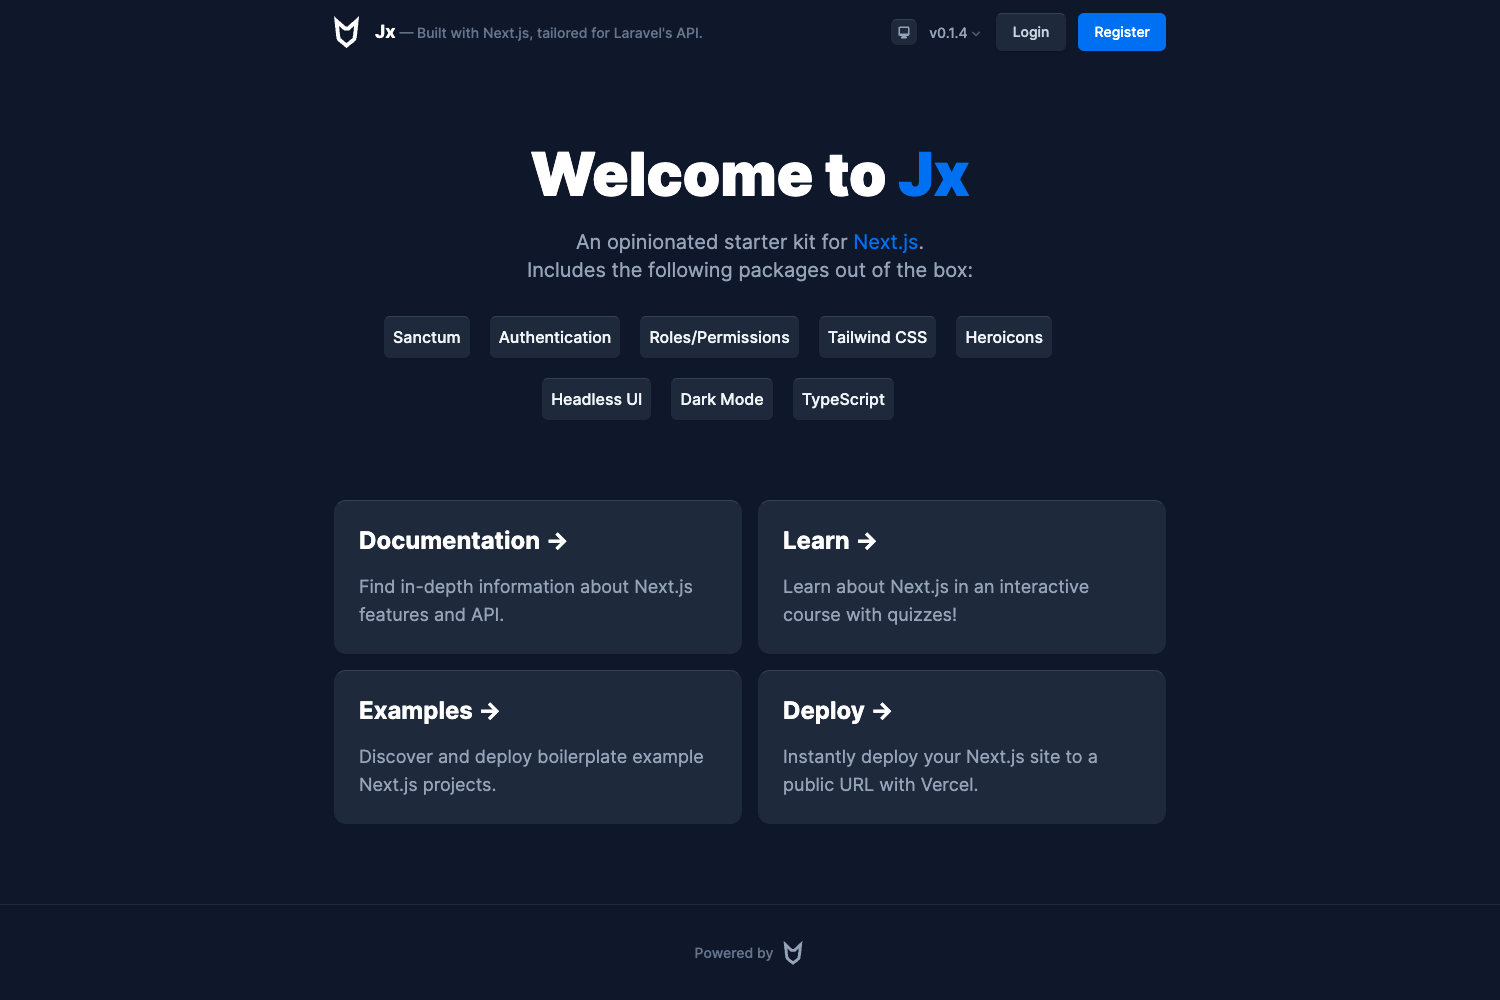 Jx — Built with Next.js, tailored for Laravel's API.
v0.1.4
Login
Register
Welcome to Jx
An opinionated starter kit for Next.js.
Includes the following packages out of the box:
Sanctum
Authentication
Roles/Permissions
Tailwind CSS
Heroicons
Headless UI
Dark Mode
TypeScript
Documentation →
Find in-depth information about Next.js
features and API.
Learn →
Learn about Next.js in an interactive
course with quizzes!
Examples →
Discover and deploy boilerplate example
Next.js projects.
Deploy →
Instantly deploy your Next.js site to a
public URL with Vercel.
Powered by